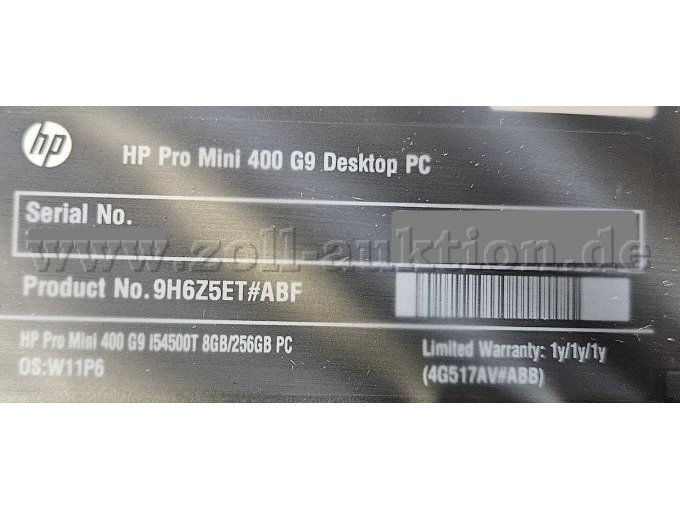 hp
HP Pro Mini 400 G9 Desktop PC
Serial No.
www.zoll-auktion.de
Product No. 9H6Z5ET#ABF
HP Pro Mini 400 G9 i54500T 8GB/256GB PC
OS:W11P6
Limited Warranty: 1y/1y/1y
(4G517AV#ABB)